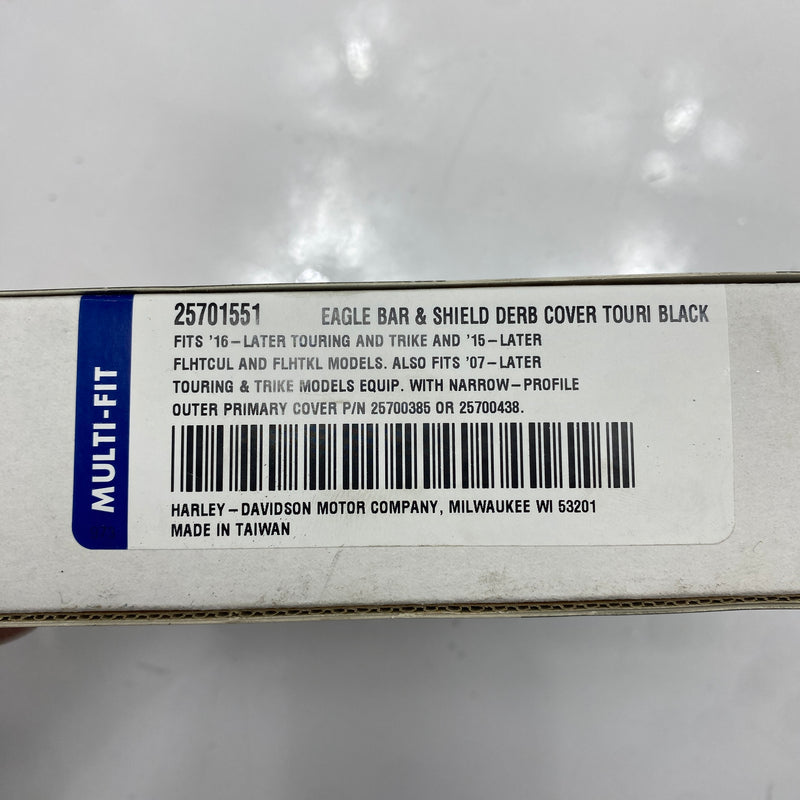 MULTI-FIT
25701551 EAGLE BAR & SHIELD DERB COVER TOURI BLACK
FITS '16-LATER TOURING AND TRIKE AND '15-LATER
FLHTCUL AND FLHTKL MODELS. ALSO FITS '07-LATER
TOURING & TRIKE MODELS EQUIP. WITH NARROW-PROFILE
OUTER PRIMARY COVER P/N 25700385 OR 25700438.
HARLEY-DAVIDSON MOTOR COMPANY, MILWAUKEE WI 53201
MADE IN TAIWAN